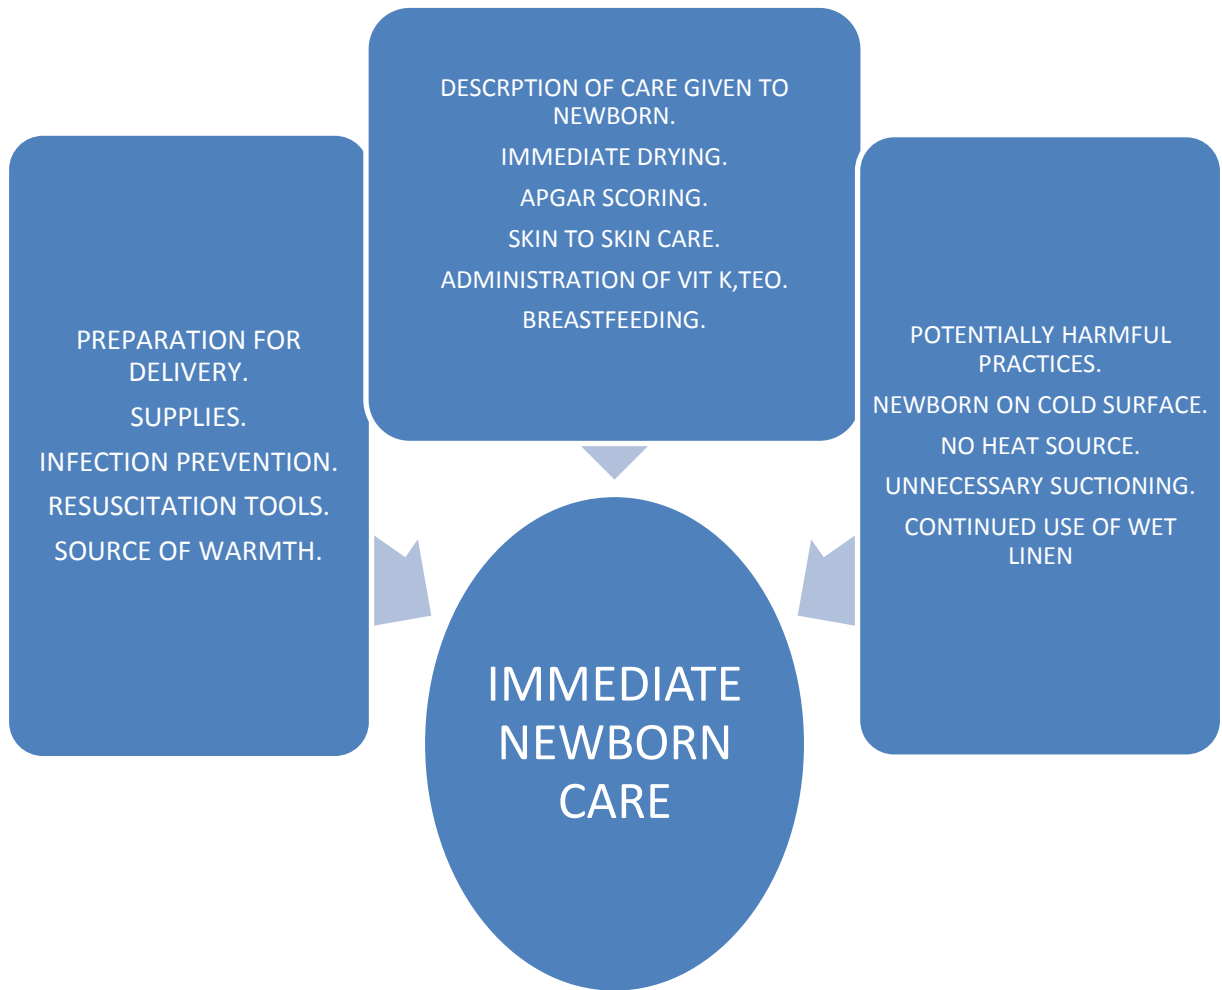 PREPARATION FOR
DELIVERY.
SUPPLIES.
INFECTION PREVENTION.
RESUSCITATION TOOLS.
SOURCE OF WARMTH.
DESCRPTION OF CARE GIVEN TO
NEWBORN.
IMMEDIATE DRYING.
APGAR SCORING.
SKIN TO SKIN CARE.
ADMINISTRATION OF VIT K,TEO.
BREASTFEEDING.
POTENTIALLY HARMFUL
PRACTICES.
NEWBORN ON COLD SURFACE.
NO HEAT SOURCE.
UNNECESSARY SUCTIONING.
CONTINUED USE OF WET
LINEN
IMMEDIATE
NEWBORN
CARE